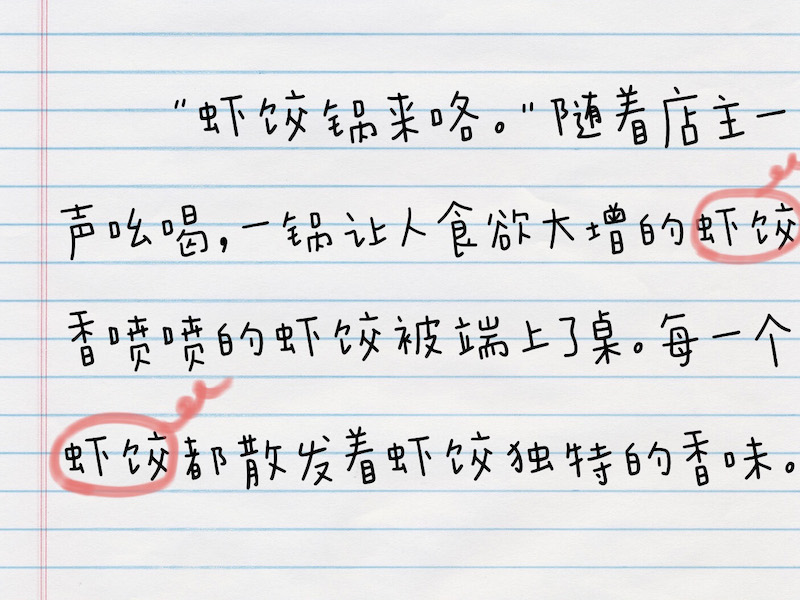 "虾饺锅来咯。"随着店主一
声吆喝,一锅让人食欲大增的虾饺
香喷喷的虾饺被端上了桌。每一个
虾饺都散发着虾饺独特的香味。